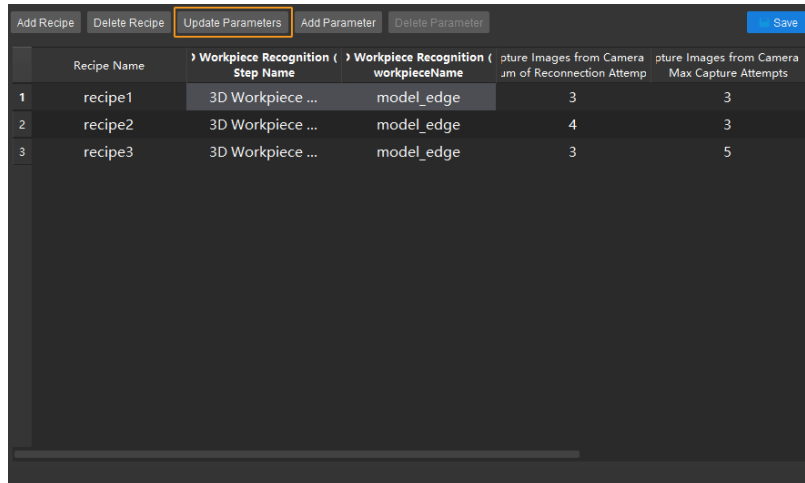 Add Recipe Delete Recipe Update Parameters Add Parameter Delete Parameter Save
Recipe Name Workpiece Recognition ( Workpiece Recognition ( pture Images from Camera pture Images from Camera
Step Name workpieceName um of Reconnection Attemp Max Capture Attempts
1 recipe1 3D Workpiece ... model_edge 3 3
2 recipe2 3D Workpiece ... model_edge 4 3
3 recipe3 3D Workpiece ... model_edge 3 5